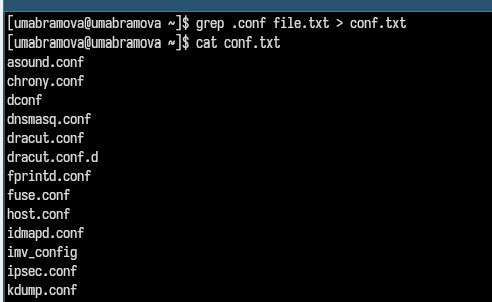 [umabramova@umabramova ~]$ grep .conf file.txt > conf.txt
[umabramova@umabramova ~]$ cat conf.txt
asound.conf
chrony.conf
dconf
dnsmasq.conf
dracut.conf
dracut.conf.d
fprintd.conf
fuse.conf
host.conf
idmapd.conf
imv_config
ipsec.conf
kdump.conf